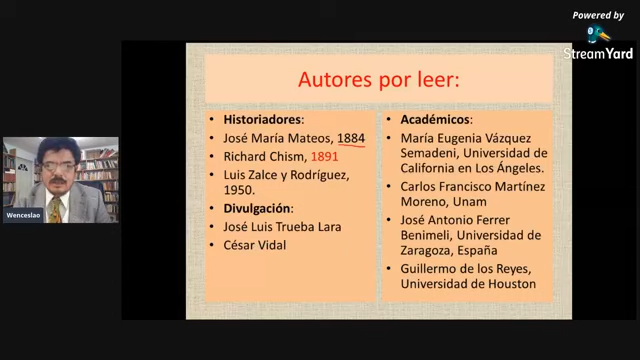 Powered by
StreamYard
Autores por leer:
Historiadores:
José María Mateos, 1884
Richard Chism, 1891
Luis Zalce y Rodríguez,
1950.
Divulgación:
José Luis Trueba Lara
César Vidal
Académicos:
María Eugenia Vázquez
Semadeni, Universidad de
California en Los Ángeles.
Carlos Francisco Martínez
Moreno, Unam
José Antonio Ferrer
Benimeli, Universidad de
Zaragoza, España
Guillermo de los Reyes,
Universidad de Houston
Wenceslao